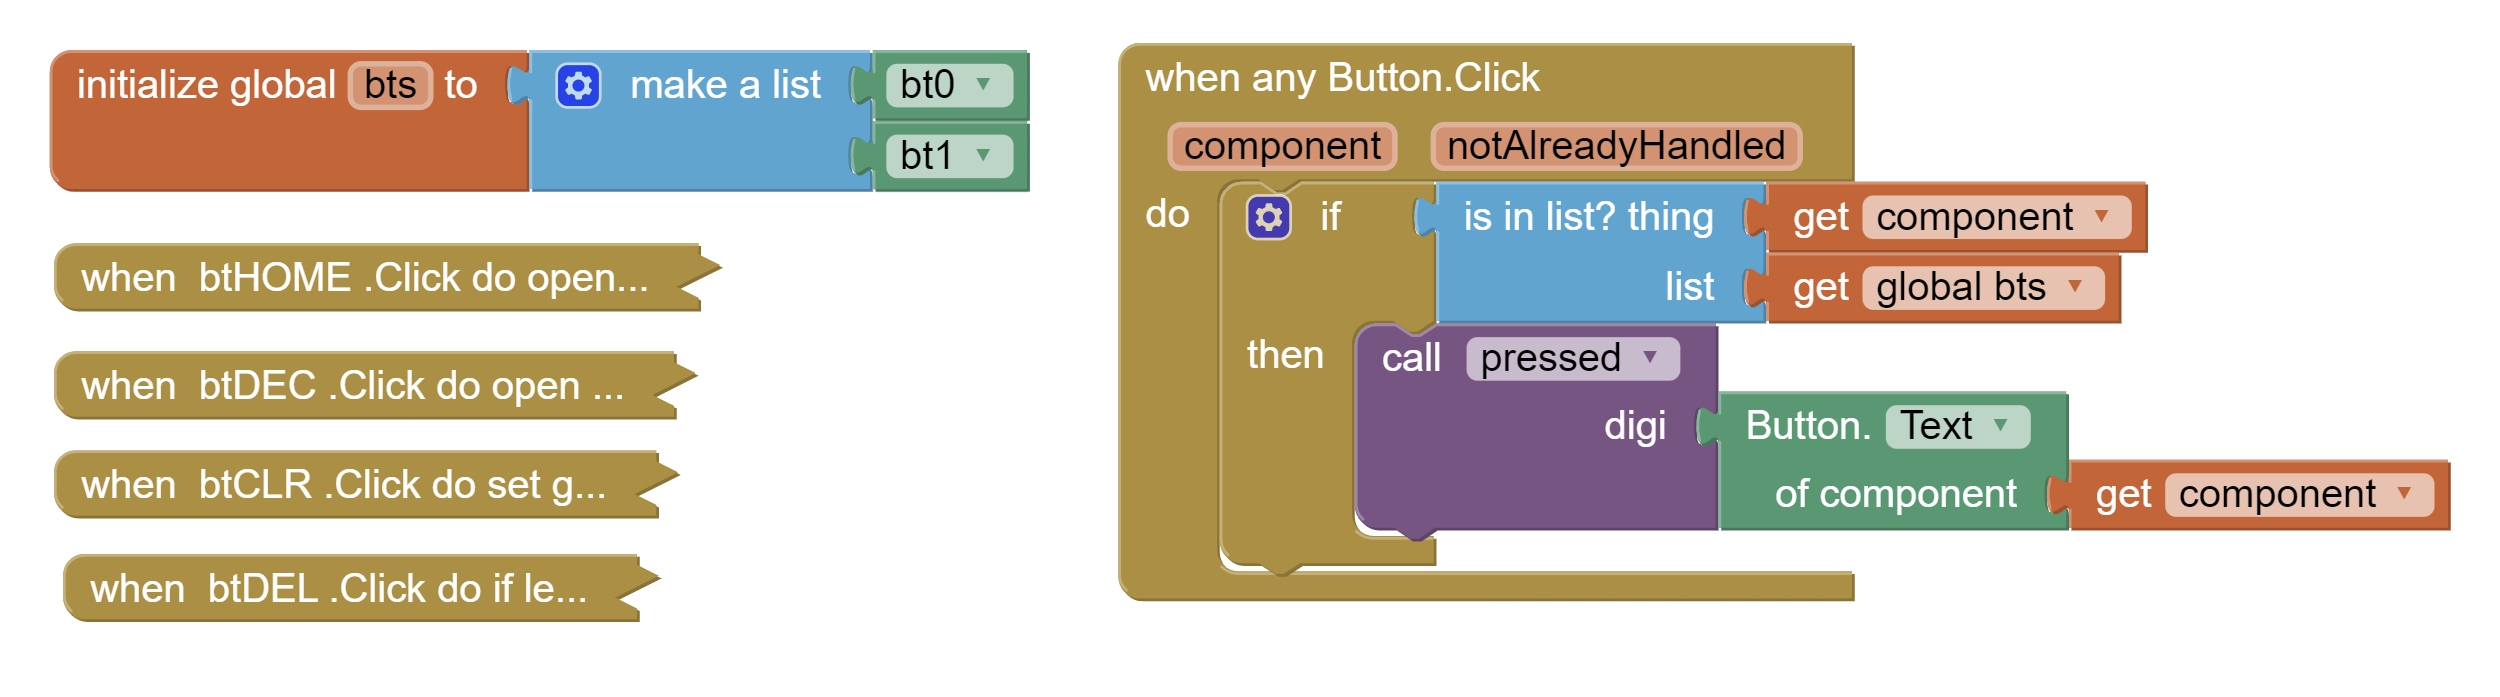 initialize global bts to make a list bt0
bt1
when btHOME .Click do open...
when btDEC .Click do open ...
when btCLR .Click do set g...
when btDEL .Click do if le...
when any Button.Click
component notAlreadyHandled
do if is in list? thing get component
list get global bts
then call pressed
digi Button. Text
of component get component